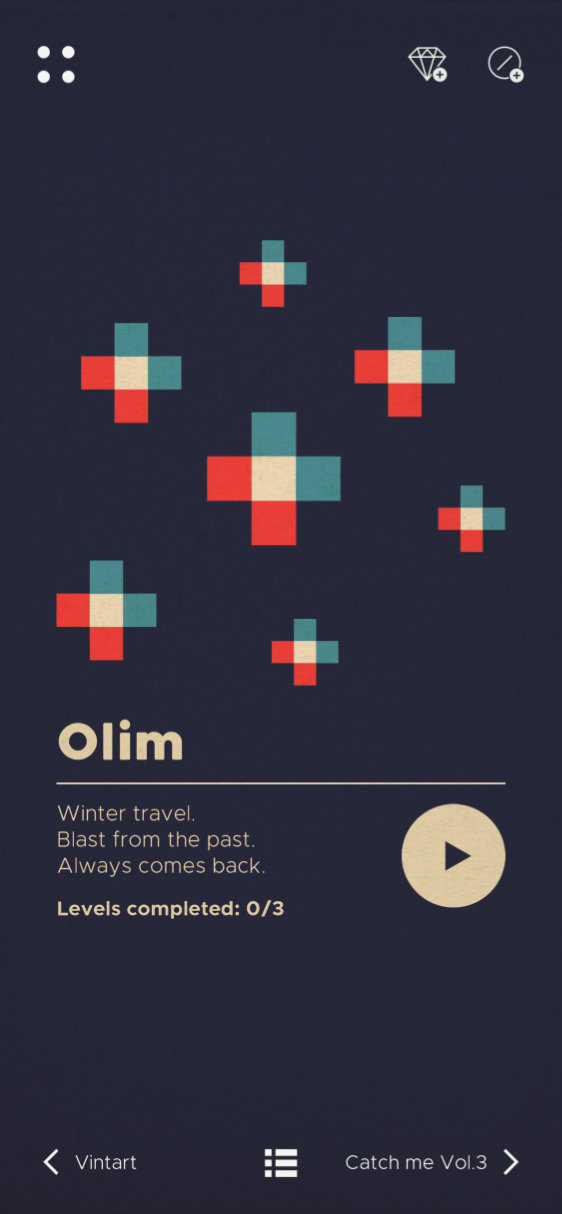 Olim
Winter travel.
Blast from the past.
Always comes back.
Levels completed: 0/3
Vintart
Catch me Vol.3